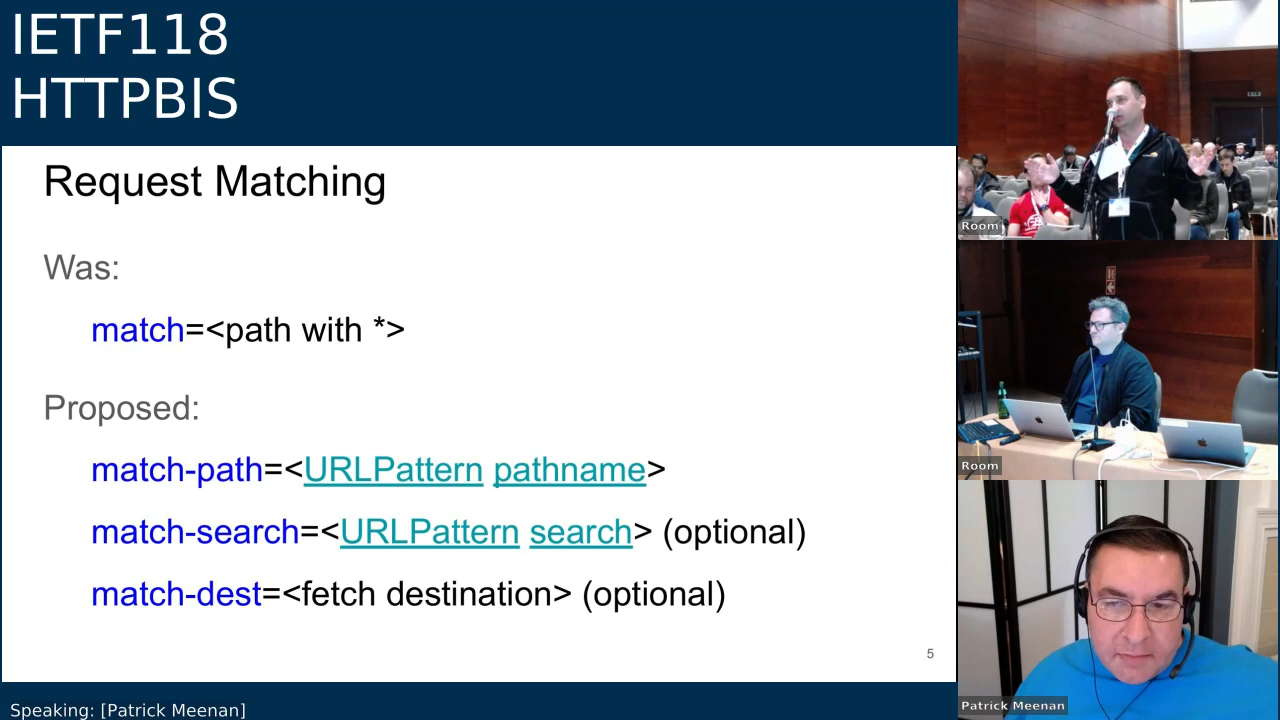 IETF118
HTTPBIS
Request Matching
Was:
match=<path with *>
Proposed:
match-path=<URLPattern pathname>
match-search=<URLPattern search> (optional)
match-dest=<fetch destination> (optional)
5
Speaking: [Patrick Meenan]
Room
Room
Patrick Meenan